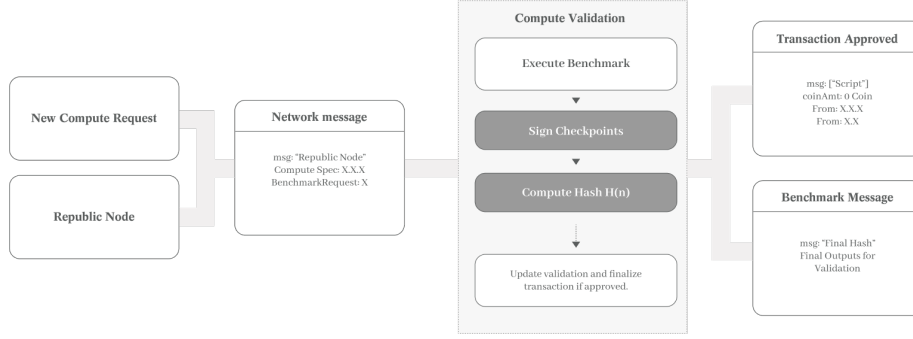 New Compute Request
Republic Node
Network message
msg: "Republic Node"
Compute Spec: X.X.X
BenchmarkRequest: X
Compute Validation
Execute Benchmark
Sign Checkpoints
Compute Hash H(n)
Update validation and finalize
transaction if approved.
Transaction Approved
msg: ["Script"]
coinAmt: 0 Coin
From: X.X.X
From: X.X
Benchmark Message
msg: "Final Hash"
Final Outputs for
Validation